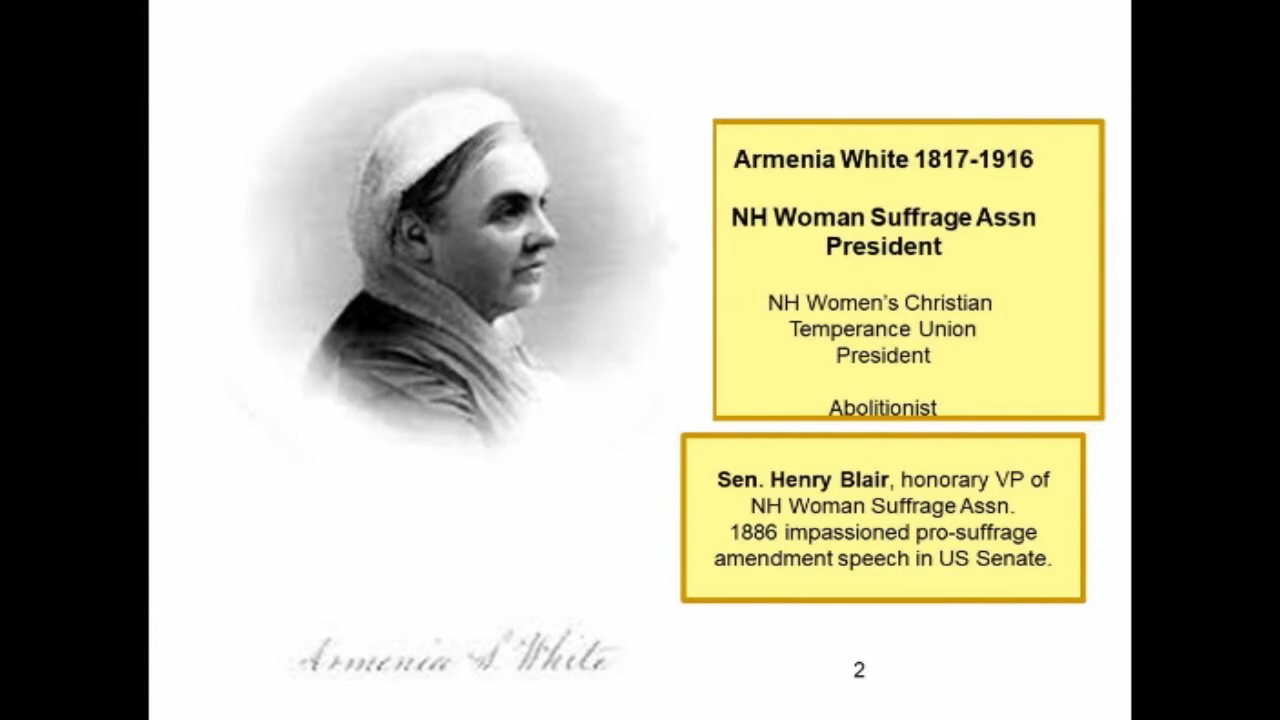 Armenia White 1817-1916
NH Woman Suffrage Assn
President
NH Women's Christian
Temperance Union
President
Abolitionist
Sen. Henry Blair, honorary VP of
NH Woman Suffrage Assn.
1886 impassioned pro-suffrage
amendment speech in US Senate.
Armenia S. White
2